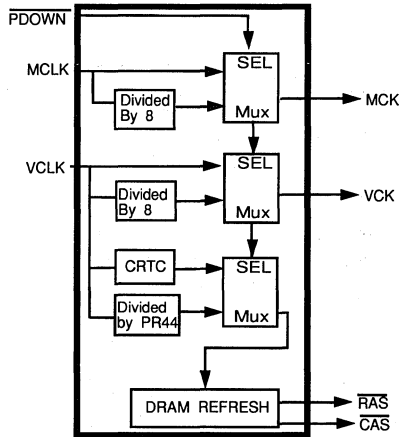 PDOWN
SEL
MCLK
Divided
By 8
Mux
MCK
SEL
VCLK
Divided
By 8
Mux
VCK
CRTC
SEL
Divided
by PR44
Mux
DRAM REFRESH
RAS
CAS